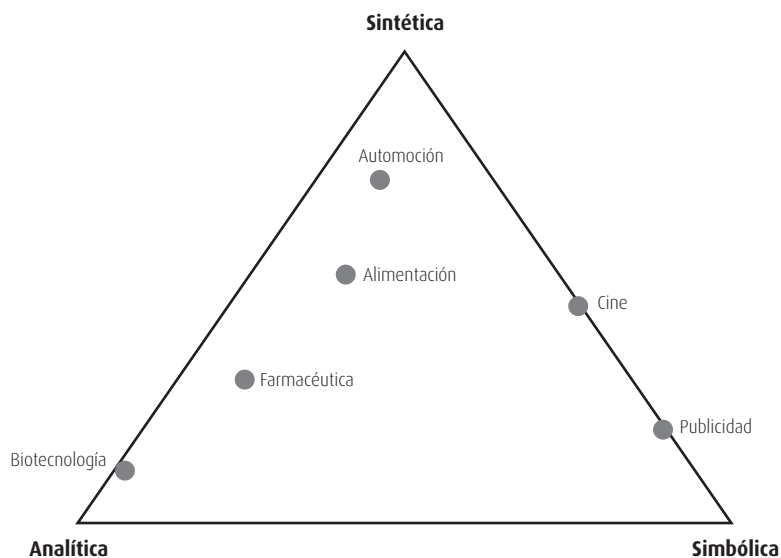 Sintética
Automoción
Alimentación
Cine
Farmacéutica
Publicidad
Biotecnología
Analítica
Simbólica